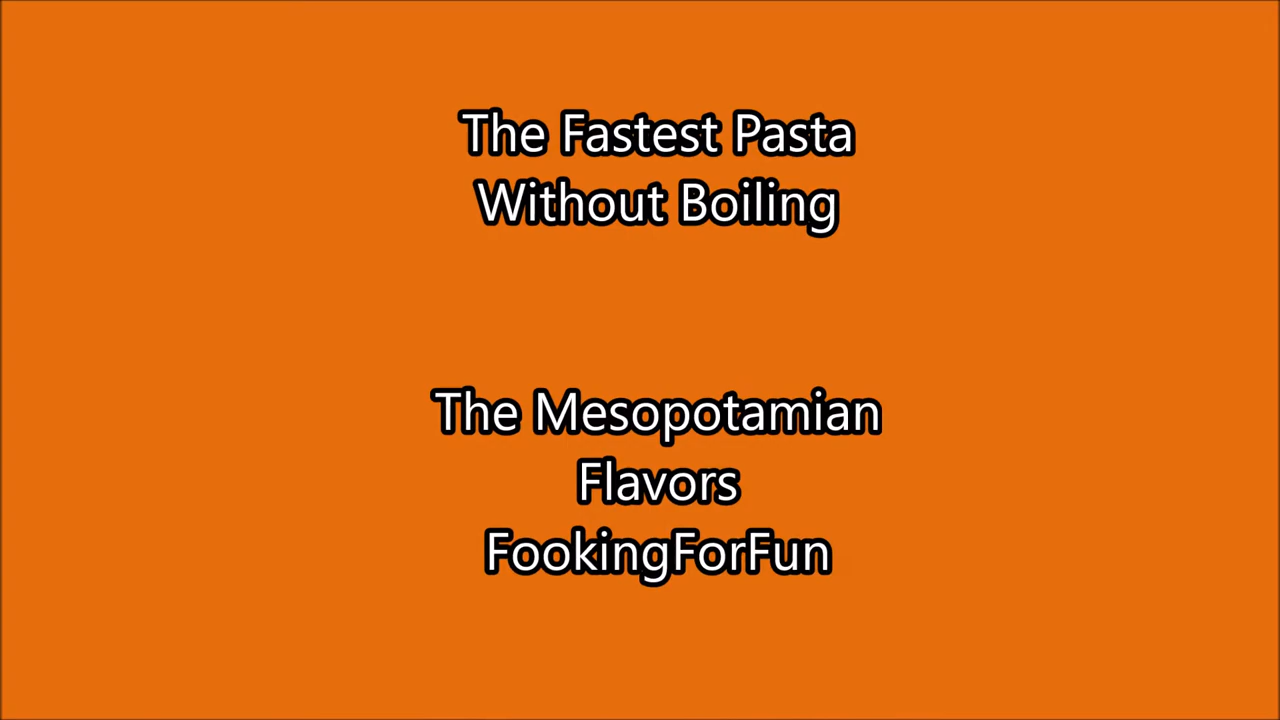 The Fastest Pasta
Without Boiling
The Mesopotamian
Flavors
FookingForFun